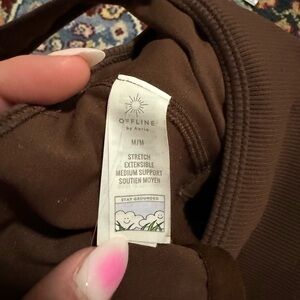 OFFLINE
by Aerie
M/M
STRETCH
EXTENSIBLE
MEDIUM SUPPORT
SOUTIEN MOYEN
STAY GROUNDED